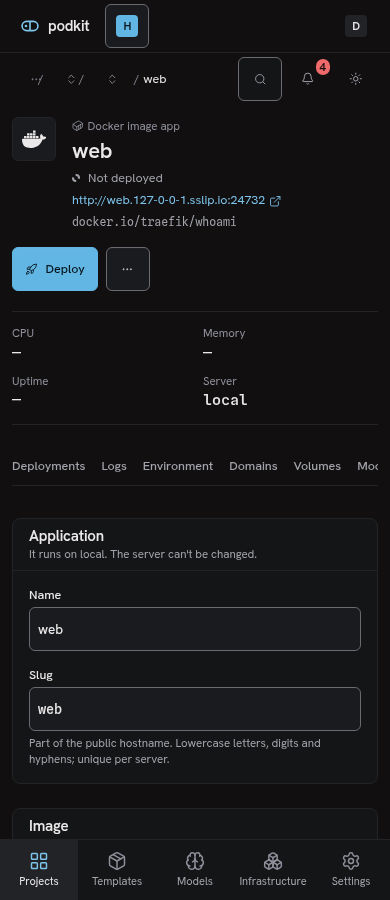 podkit
H
D
../
/
/ web
4
Docker image app
web
Not deployed
http://web.127-0-0-1.sslip.io:24732
docker.io/traefik/whoami
Deploy
...
CPU
—
Memory
—
Uptime
—
Server
local
Deployments Logs Environment Domains Volumes Moc
Application
It runs on local. The server can't be changed.
Name
web
Slug
web
Part of the public hostname. Lowercase letters, digits and
hyphens; unique per server.
Image
Projects Templates Models Infrastructure Settings